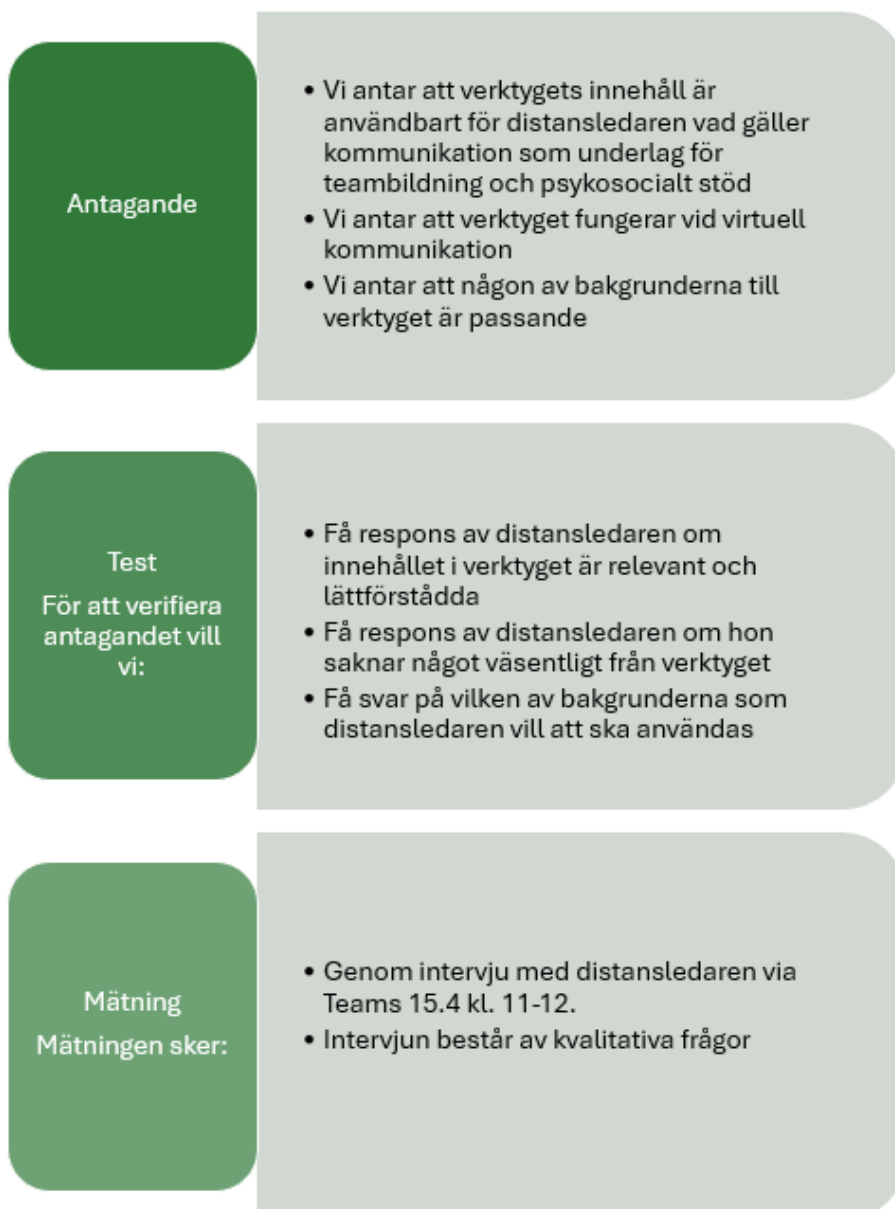 Antagande
• Vi antar att verktygets innehåll är
användbart för distansledaren vad gäller
kommunikation som underlag för
teambildning och psykosocialt stöd
• Vi antar att verktyget fungerar vid virtuell
kommunikation
• Vi antar att någon av bakgrunderna till
verktyget är passande
Test
För att verifiera
antagandet vill
vi:
• Få respons av distansledaren om
innehållet i verktyget är relevant och
lättförstådda
• Få respons av distansledaren om hon
saknar något väsentligt från verktyget
• Få svar på vilken av bakgrunderna som
distansledaren vill att ska användas
Mätning
Mätningen sker:
• Genom intervju med distansledaren via
Teams 15.4 kl. 11-12.
• Intervjun består av kvalitativa frågor